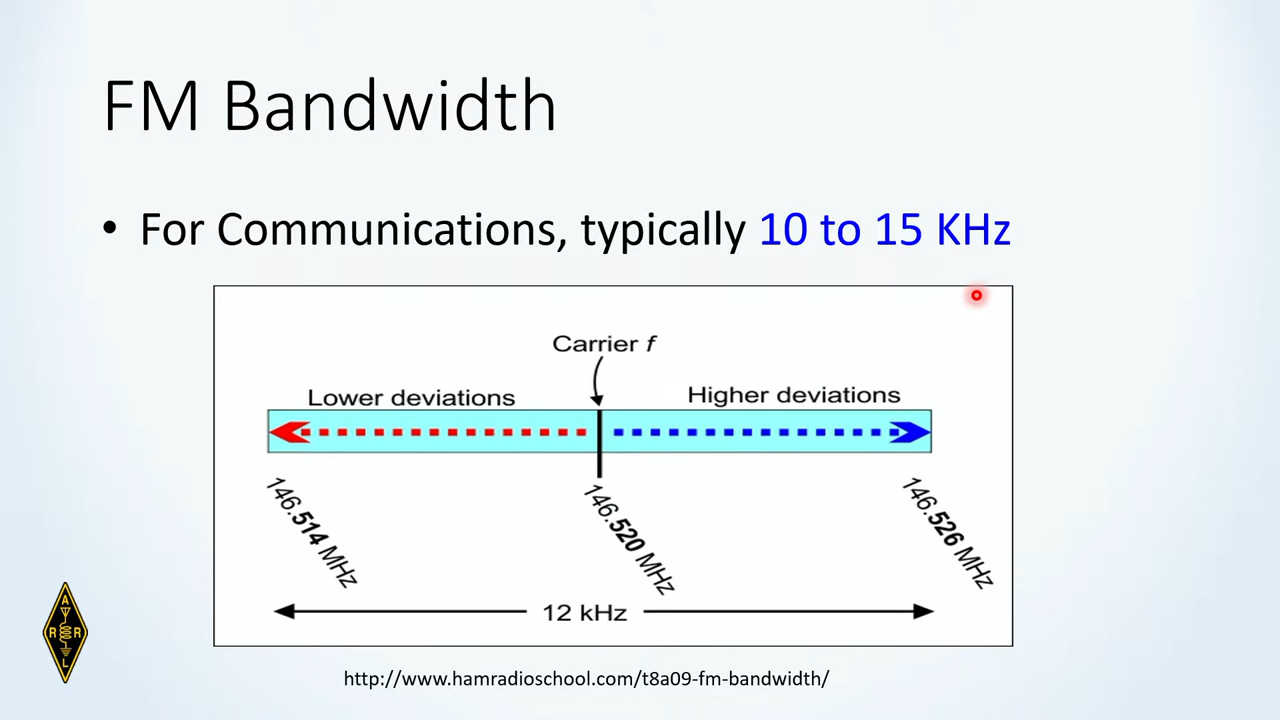 FM Bandwidth
• For Communications, typically 10 to 15 KHz
Carrier f
Lower deviations
Higher deviations
146.514 MHz
146.520 MHz
146.526 MHz
12 kHz
A
R R
L
http://www.hamradioschool.com/t8a09-fm-bandwidth/